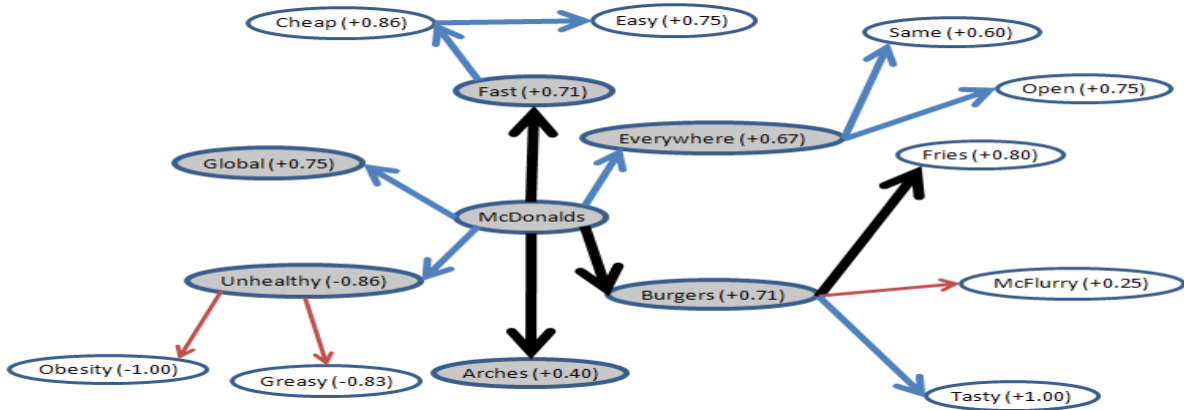 Cheap (+0.86)
Easy (+0.75)
Same (+0.60)
Fast (+0.71)
Open (+0.75)
Everywhere (+0.67)
Fries (+0.80)
Global (+0.75)
McDonalds
Unhealthy (-0.86)
Burgers (+0.71)
McFlurry (+0.25)
Obesity (-1.00)
Greasy (-0.83)
Arches (+0.40)
Tasty (+1.00)